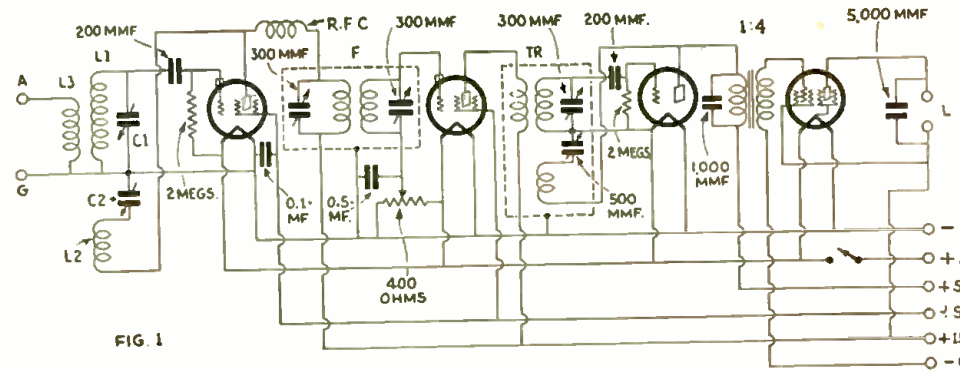 R.F.C
300 MMF
300 MMF
200 MMF.
1:4
5,000 MMF
200 MMF
L1
300 MMF
F
TR
A
L3
L
C1
G
2 MEGS.
2 MEGS.
1,000
MMF
C2
0.1-
MF
0.5-
MF.
500
MMF.
L2
-
+
400
OHMS
+S
S
FIG. 1
+1
-